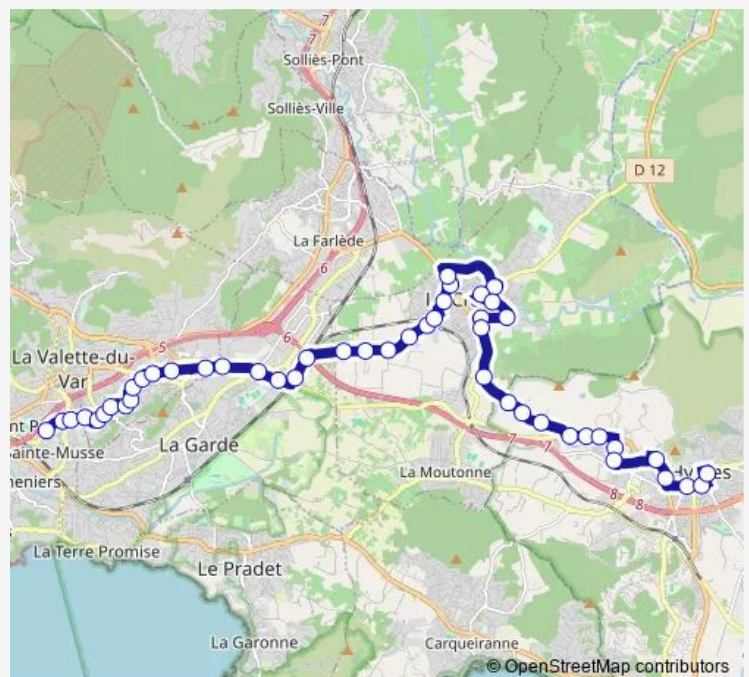 7
7
Solliès-Pont
Solliès-Ville
D 12
La Farlède
6
5
6
La Valette-du-
Var
La Garde
Sainte-Musse
7
7
La Moutonne
8
8
La Terre Promise
Le Pradet
La Garonne
Carqueiranne
© OpenStreetMap contributors